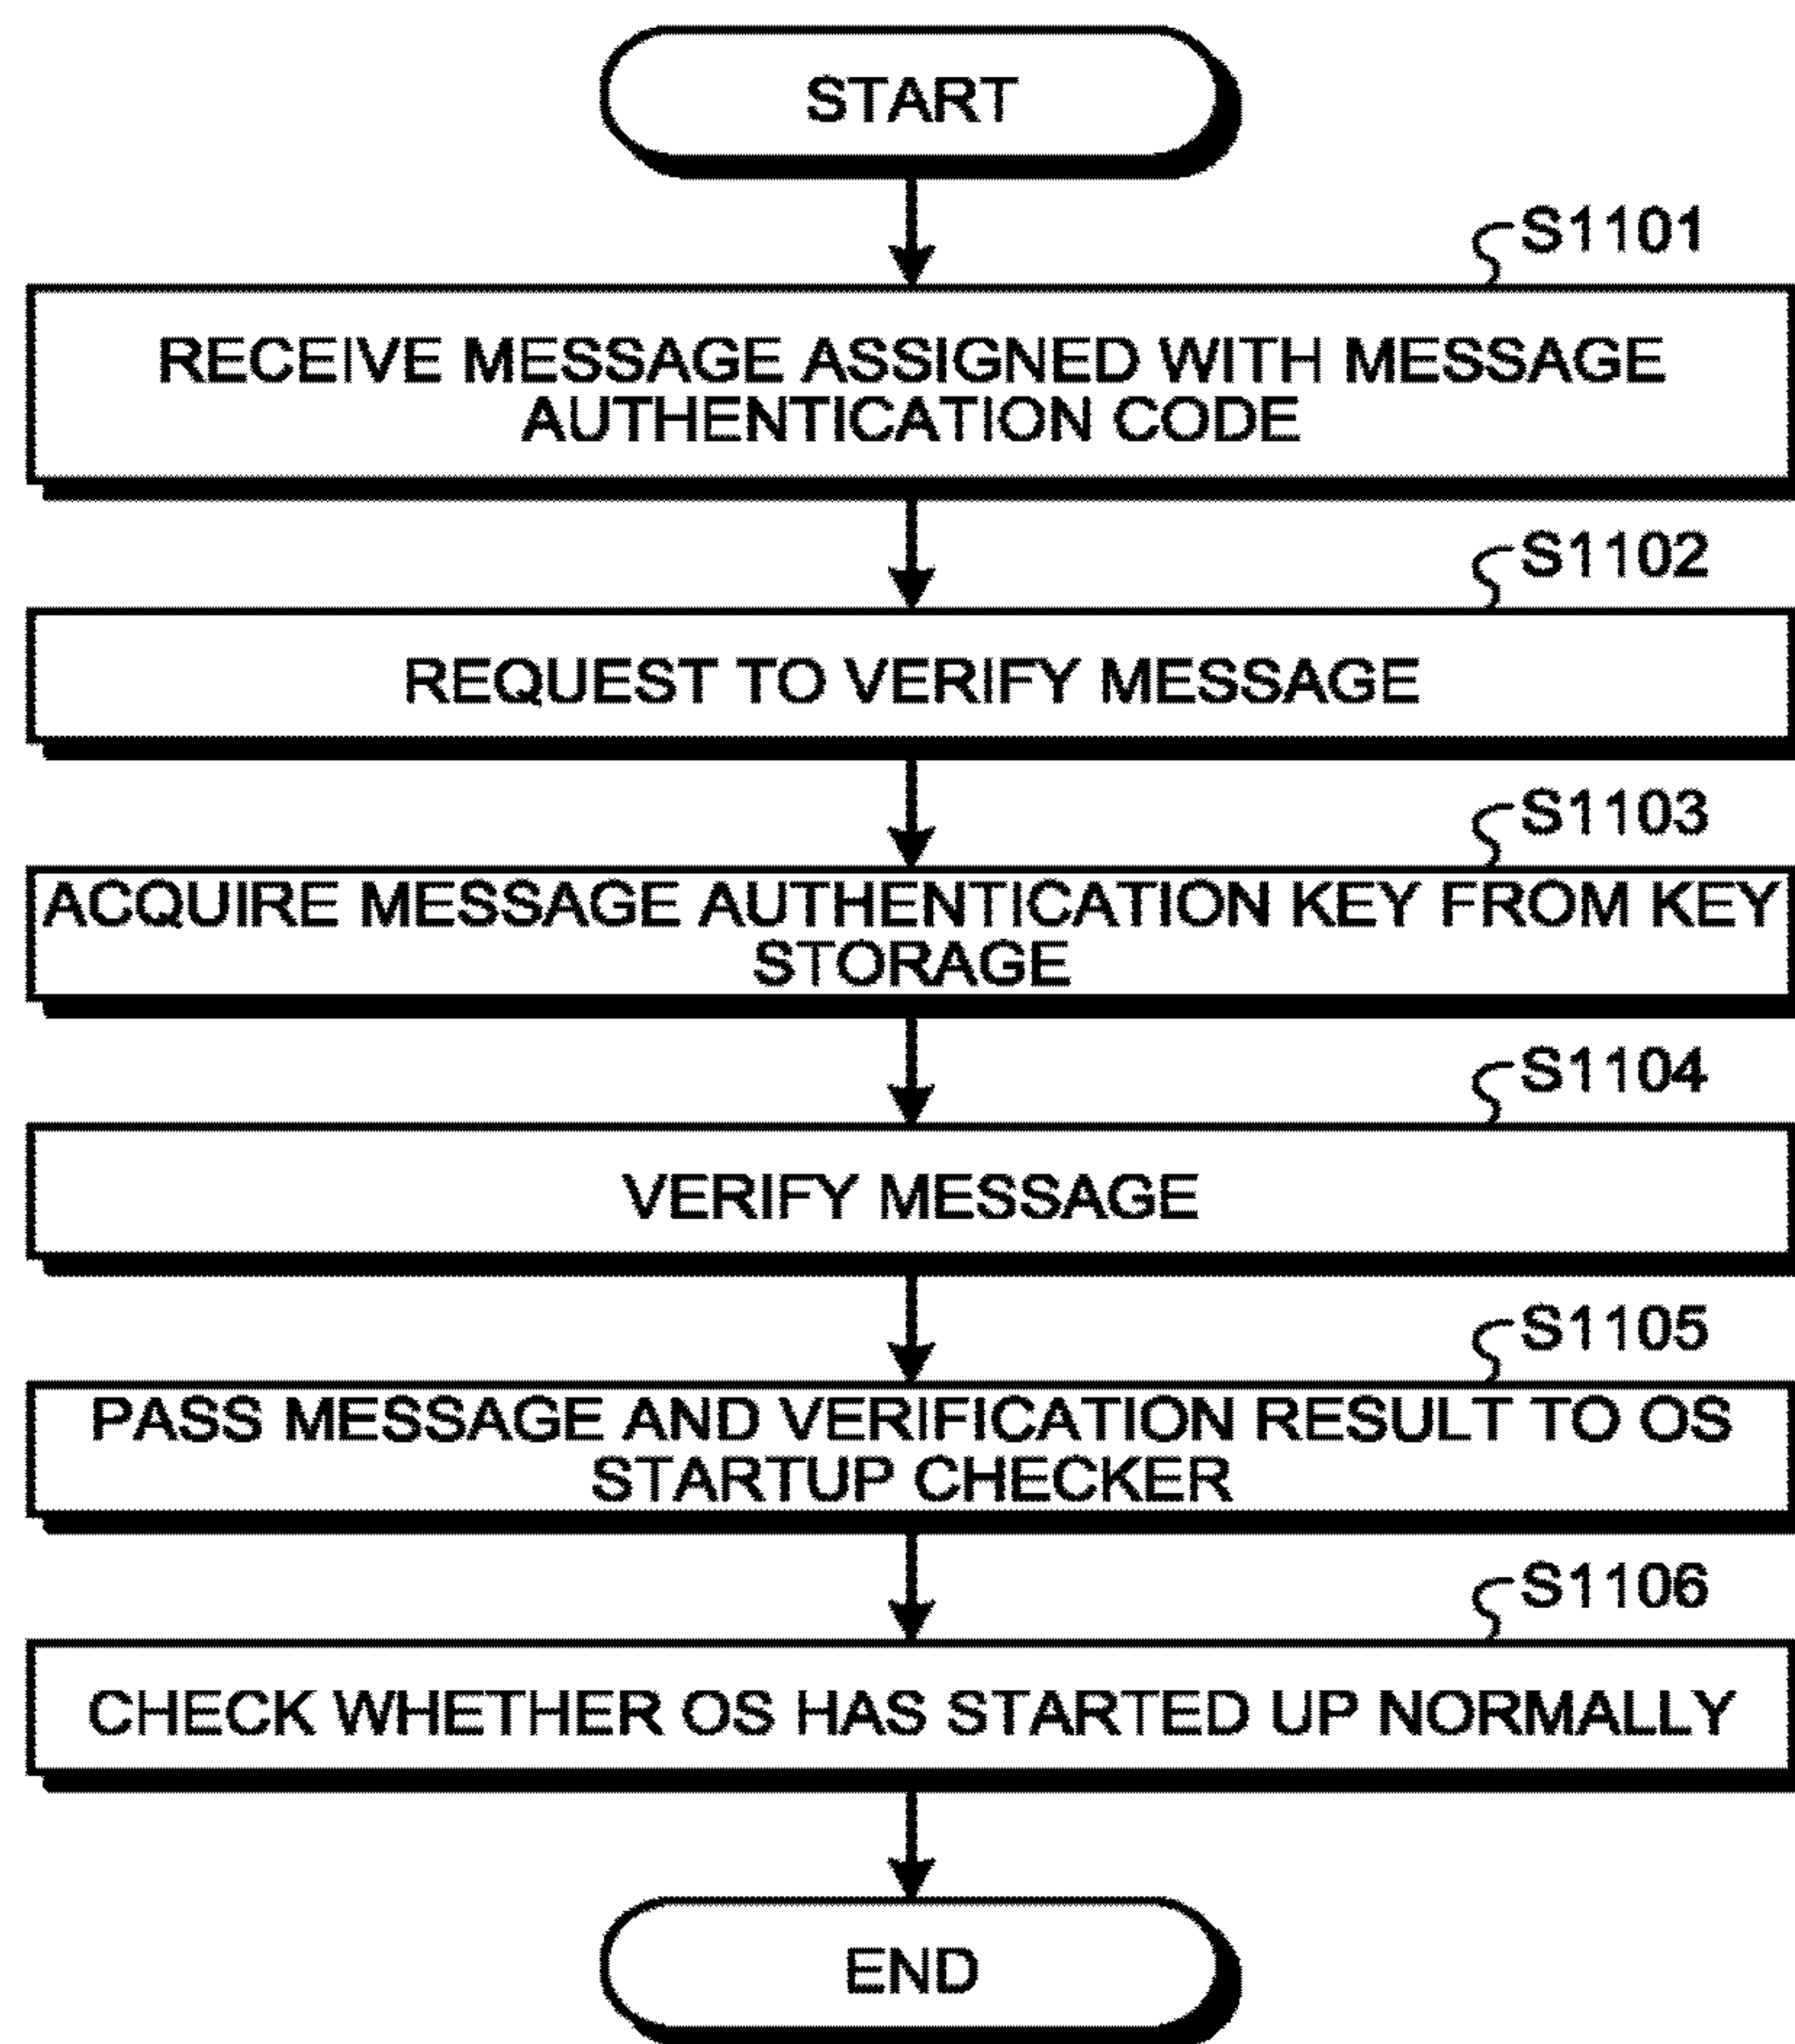 START
S1101
RECEIVE MESSAGE ASSIGNED WITH MESSAGE
AUTHENTICATION CODE
S1102
REQUEST TO VERIFY MESSAGE
S1103
ACQUIRE MESSAGE AUTHENTICATION KEY FROM KEY
STORAGE
S1104
VERIFY MESSAGE
S1105
PASS MESSAGE AND VERIFICATION RESULT TO OS
STARTUP CHECKER
S1106
CHECK WHETHER OS HAS STARTED UP NORMALLY
END